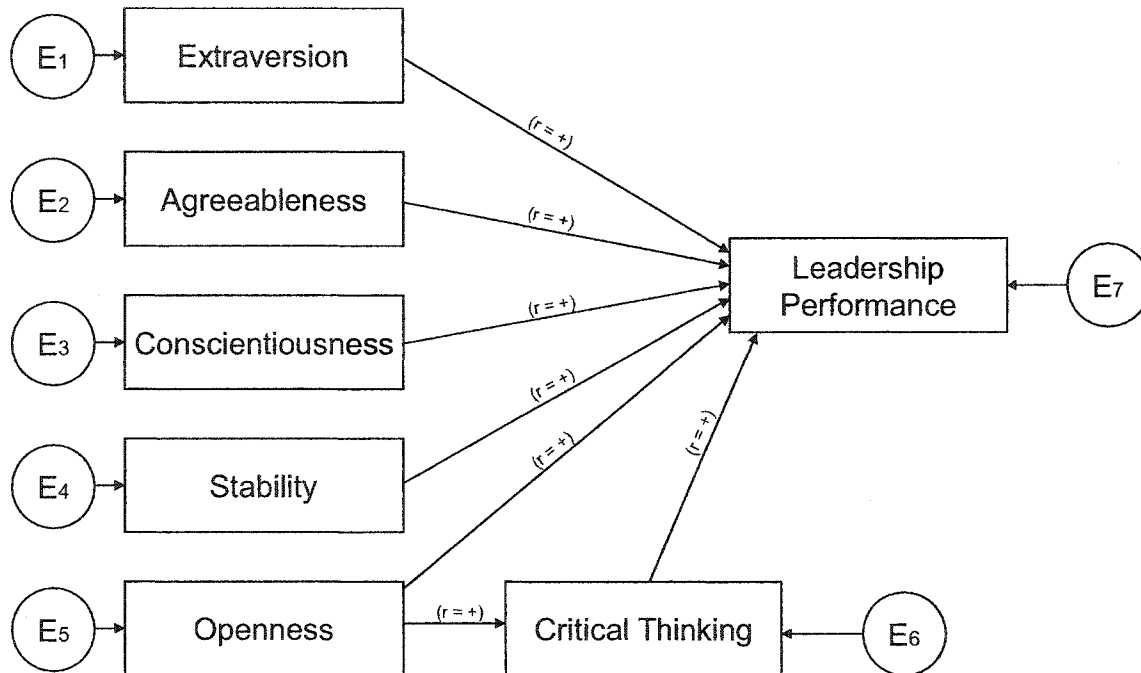 E1
Extraversion
(r = +)
E2
Agreeableness
(r = +)
Leadership
Performance
E7
E3
Conscientiousness
(r = +)
(r = +)
(r = +)
(r = +)
E4
Stability
E5
Openness
(r = +)
Critical Thinking
E6